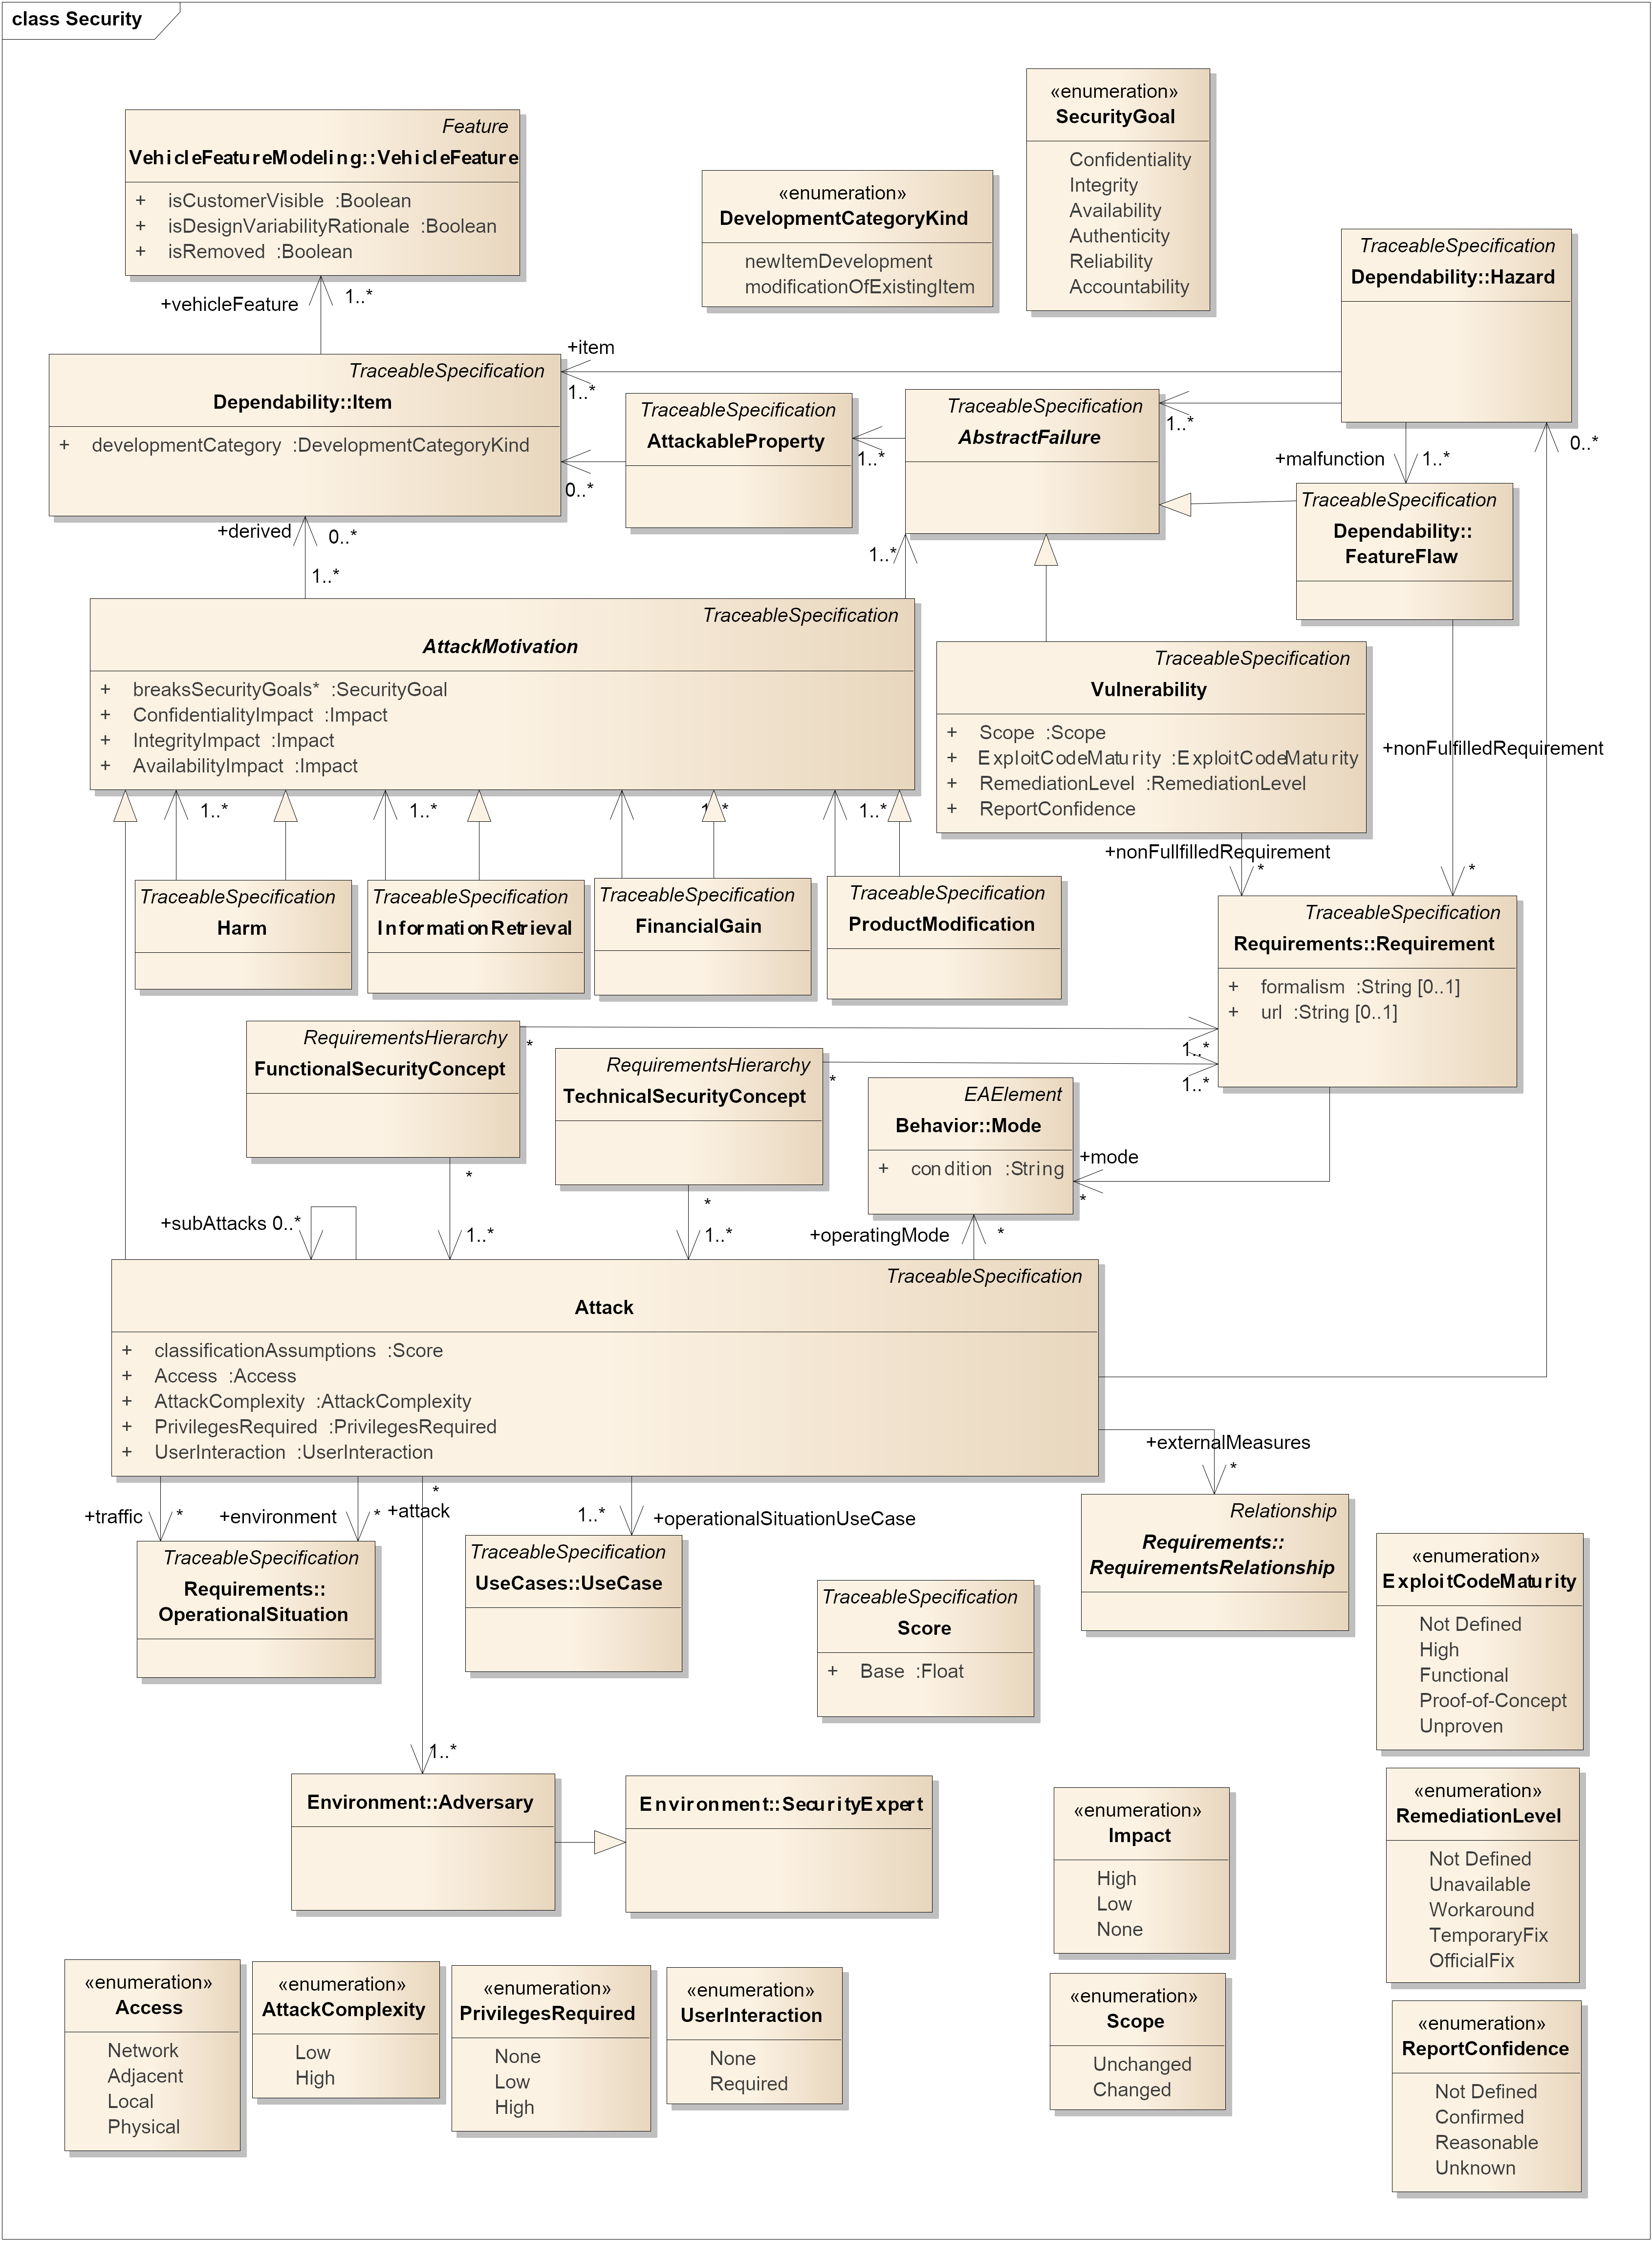 class Security
«enumeration»
SecurityGoal
Confidentiality
Integrity
Availability
Authenticity
Reliability
Accountability
Feature
VehicleFeatureModeling::VehicleFeature
+ isCustomerVisible :Boolean
+ isDesignVariabilityRationale :Boolean
+ isRemoved :Boolean
«enumeration»
DevelopmentCategoryKind
newItemDevelopment
modificationOfExistingItem
TraceableSpecification
Dependability::Hazard
+vehicleFeature
1..*
+item
1..*
TraceableSpecification
Dependability::Item
+ developmentCategory :DevelopmentCategoryKind
TraceableSpecification
AttackableProperty
TraceableSpecification
AbstractFailure
1..*
1..*
0..*
0..*
+malfunction
1..*
TraceableSpecification
Dependability::
FeatureFlaw
+derived
0..*
1..*
1..*
TraceableSpecification
AttackMotivation
+ breaksSecurityGoals* :SecurityGoal
+ ConfidentialityImpact :Impact
+ IntegrityImpact :Impact
+ AvailabilityImpact :Impact
TraceableSpecification
Vulnerability
+ Scope :Scope
+ ExploitCodeMaturity :ExploitCodeMaturity
+ RemediationLevel :RemediationLevel
+ ReportConfidence
+nonFulfilledRequirement
*
1..*
1..*
1..*
1..*
+nonFullfilledRequirement
*
TraceableSpecification
Harm
TraceableSpecification
InformationRetrieval
TraceableSpecification
FinancialGain
TraceableSpecification
ProductModification
TraceableSpecification
Requirements::Requirement
+ formalism :String [0..1]
+ url :String [0..1]
RequirementsHierarchy
FunctionalSecurityConcept
*
1..*
RequirementsHierarchy
TechnicalSecurityConcept
*
1..*
EAElement
Behavior::Mode
+ condition :String
+mode
*
*
1..*
*
1..*
+subAttacks 0..*
+operatingMode
*
TraceableSpecification
Attack
+ classificationAssumptions :Score
+ Access :Access
+ AttackComplexity :AttackComplexity
+ PrivilegesRequired :PrivilegesRequired
+ UserInteraction :UserInteraction
+externalMeasures
*
+traffic
*
+environment
*
+attack
*
1..*
+operationalSituationUseCase
TraceableSpecification
Requirements::
OperationalSituation
TraceableSpecification
UseCases::UseCase
TraceableSpecification
Score
+ Base :Float
Relationship
Requirements::
RequirementsRelationship
«enumeration»
ExploitCodeMaturity
Not Defined
High
Functional
Proof-of-Concept
Unproven
1..*
Environment::Adversary
Environment::SecurityExpert
«enumeration»
Impact
High
Low
None
«enumeration»
RemediationLevel
Not Defined
Unavailable
Workaround
TemporaryFix
OfficialFix
«enumeration»
Access
Network
Adjacent
Local
Physical
«enumeration»
AttackComplexity
Low
High
«enumeration»
PrivilegesRequired
None
Low
High
«enumeration»
UserInteraction
None
Required
«enumeration»
Scope
Unchanged
Changed
«enumeration»
ReportConfidence
Not Defined
Confirmed
Reasonable
Unknown